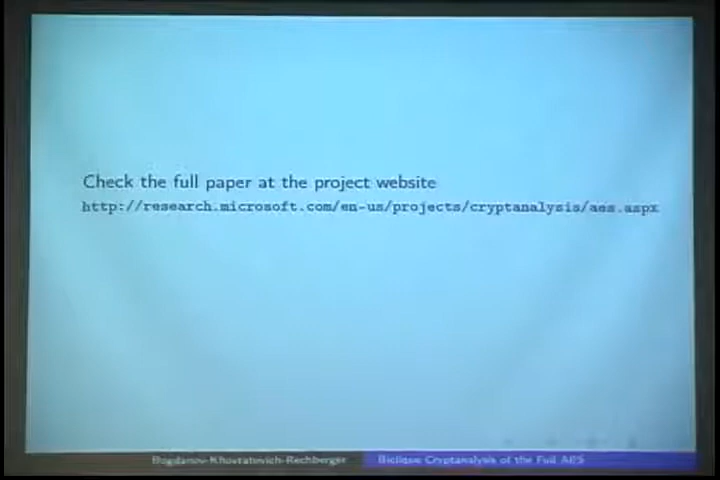 Check the full paper at the project website
http://research.microsoft.com/en-us/projects/cryptanalysis/aes.aspx
Bogdanov-Khovratovich-Rechberger
Biclique Cryptanalysis of the Full AES